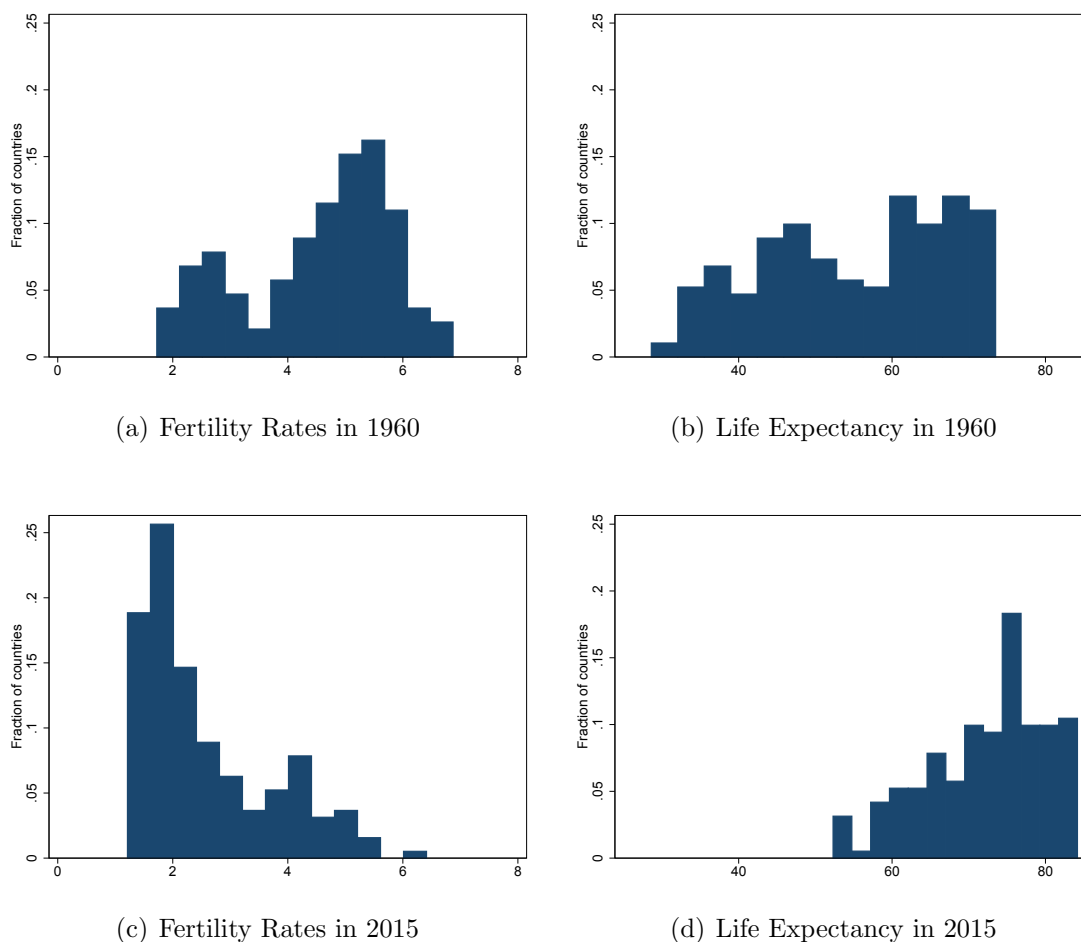 Fraction of countries
0 .05 .1 .15 .2 .25
0 2 4 6 8
(a) Fertility Rates in 1960
Fraction of countries
0 .05 .1 .15 .2 .25
40 60 80
(b) Life Expectancy in 1960
Fraction of countries
0 .05 .1 .15 .2 .25
0 2 4 6 8
(c) Fertility Rates in 2015
Fraction of countries
0 .05 .1 .15 .2 .25
40 60 80
(d) Life Expectancy in 2015